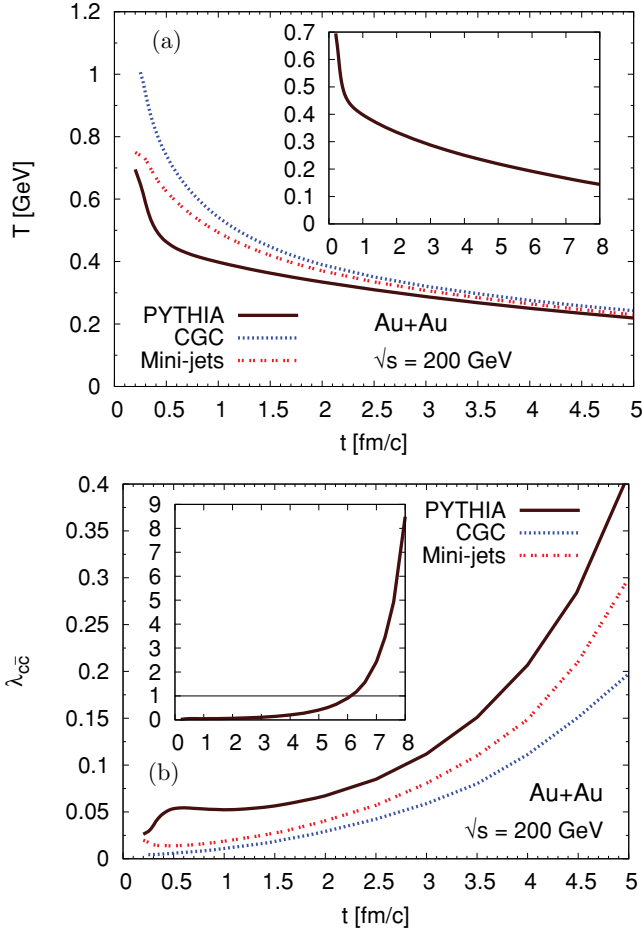 (a)
T [GeV]
1.2
1
0.8
0.6
0.4
0.2
0
0.7
0.6
0.5
0.4
0.3
0.2
0.1
0
0 1 2 3 4 5 6 7 8
PYTHIA
CGC
Mini-jets
Au+Au
√s = 200 GeV
0 0.5 1 1.5 2 2.5 3 3.5 4 4.5 5
t [fm/c]
λcc̄
0.4
0.35
0.3
0.25
0.2
0.15
0.1
0.05
0
9
8
7
6
5
4
3
2
1
0
0 1 2 3 4 5 6 7 8
PYTHIA
CGC
Mini-jets
(b)
Au+Au
√s = 200 GeV
0 0.5 1 1.5 2 2.5 3 3.5 4 4.5 5
t [fm/c]